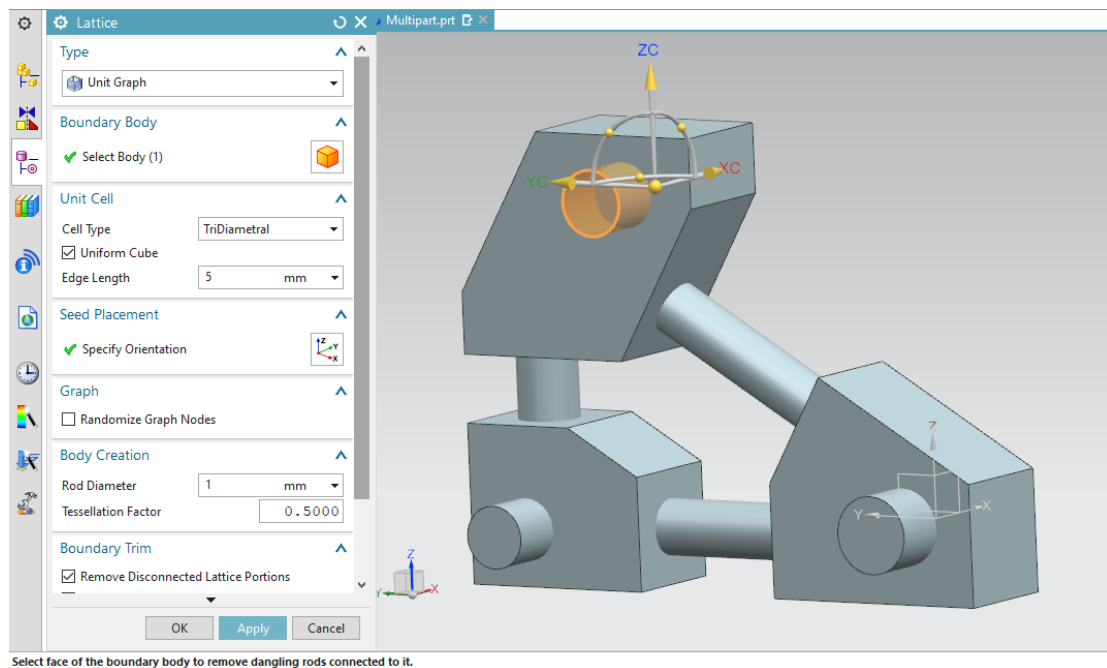 Lattice
Multipart.prt
Type
Unit Graph
Boundary Body
Select Body (1)
Unit Cell
Cell Type TriDiametral
Uniform Cube
Edge Length 5 mm
Seed Placement
Specify Orientation
Graph
Randomize Graph Nodes
Body Creation
Rod Diameter 1 mm
Tessellation Factor 0.5000
Boundary Trim
Remove Disconnected Lattice Portions
OK Apply Cancel
ZC
YC XC
Z
Y X
Z
Y X
Z
Y
X
Select face of the boundary body to remove dangling rods connected to it.